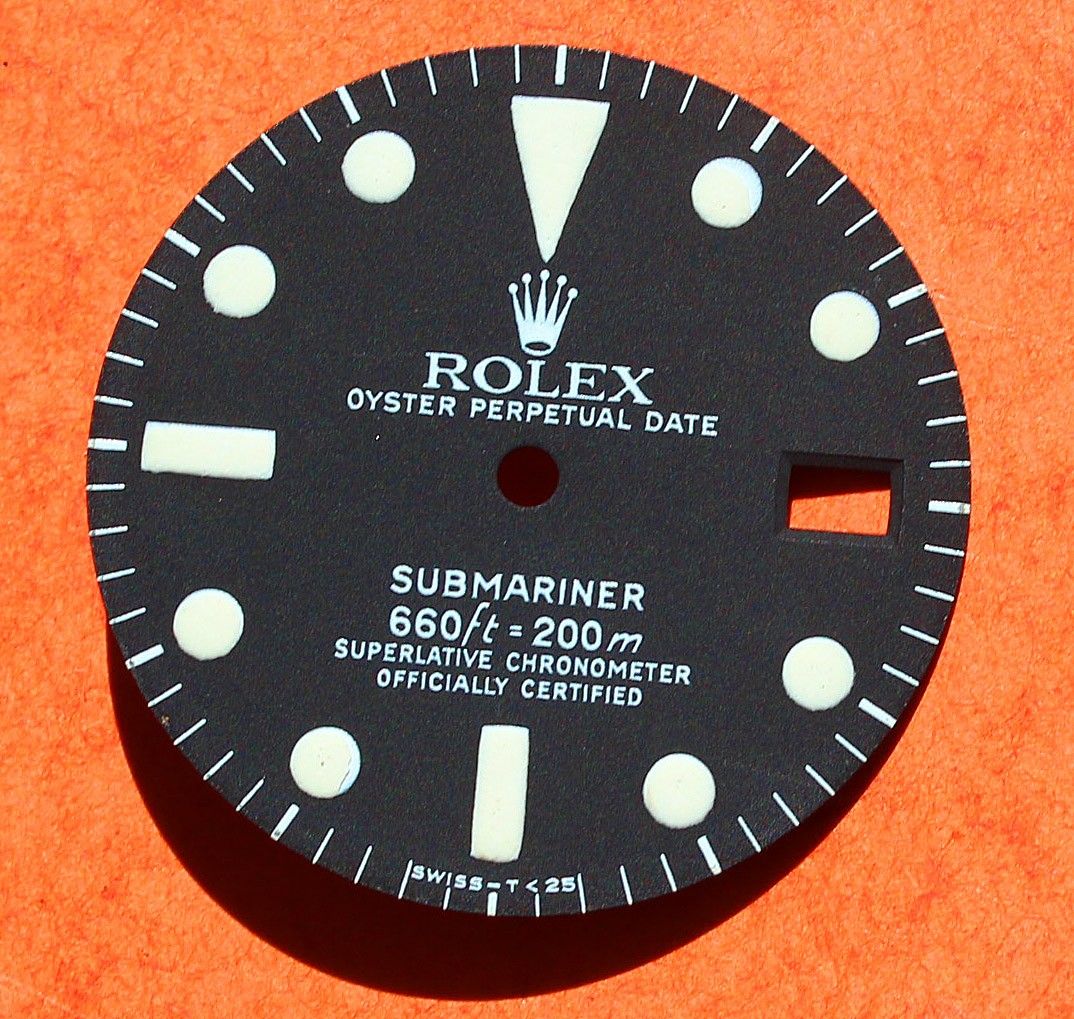 ROLEX
OYSTER PERPETUAL DATE
SUBMARINER
660ft = 200m
SUPERLATIVE CHRONOMETER
OFFICIALLY CERTIFIED
SWISS - T < 25